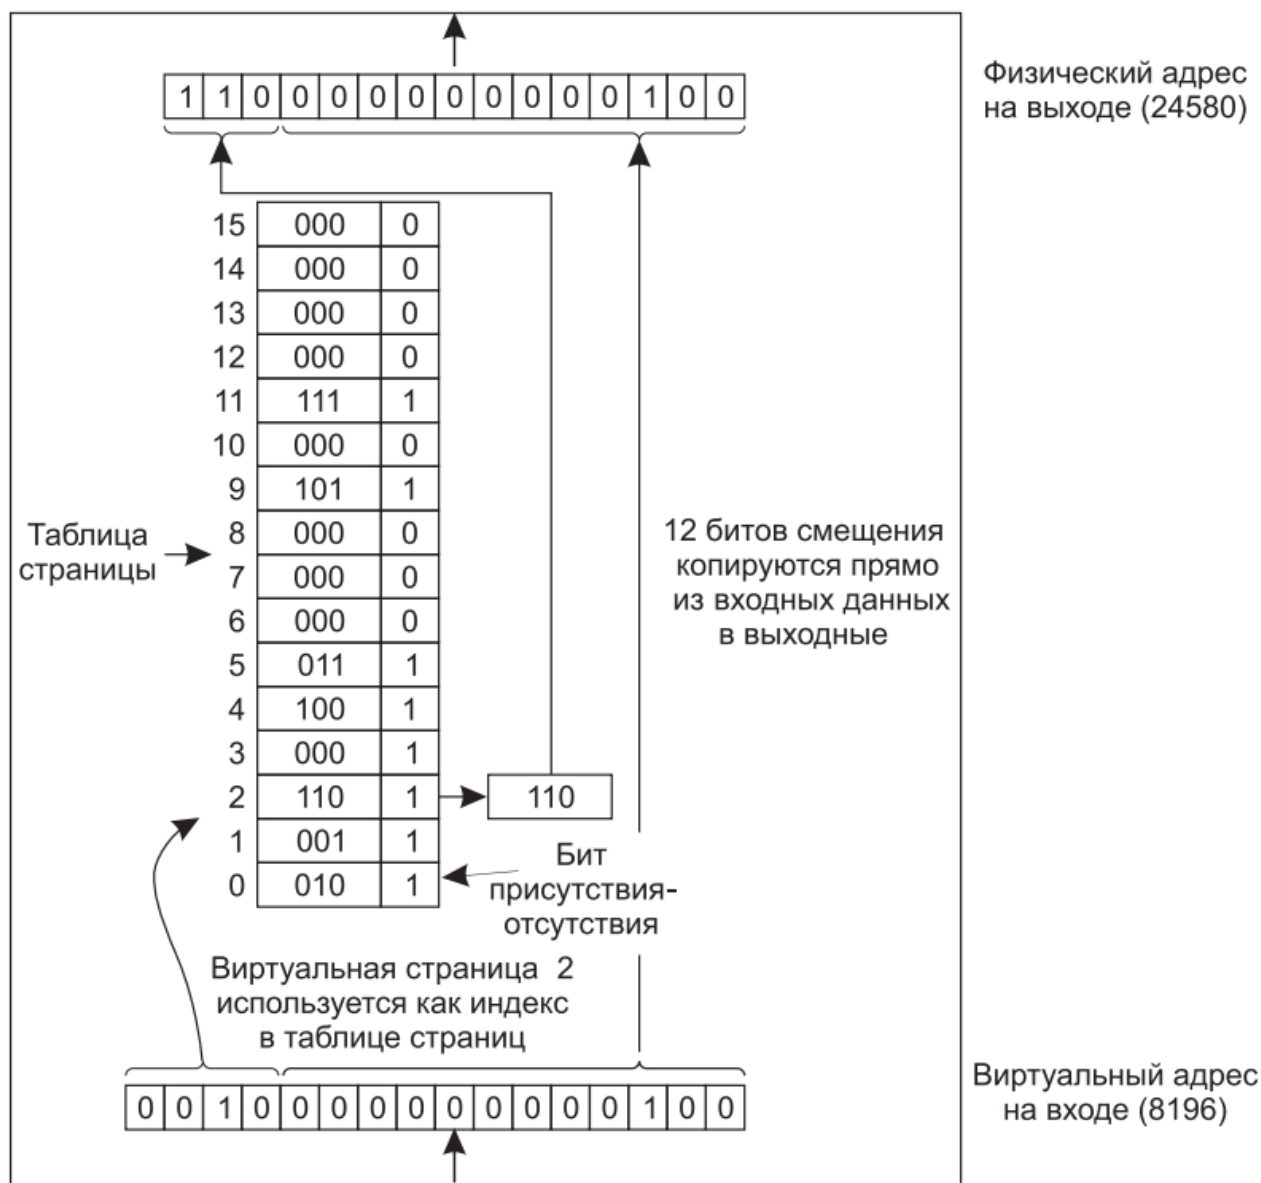 1 1 0 0 0 0 0 0 0 0 0 0 1 0 0
Физический адрес
на выходе (24580)
15 000 0
14 000 0
13 000 0
12 000 0
11 111 1
10 000 0
9 101 1
8 000 0
7 000 0
6 000 0
5 011 1
4 100 1
3 000 1
2 110 1
1 001 1
0 010 1
110
Таблица
страницы
12 битов смещения
копируются прямо
из входных данных
в выходные
Бит
присутствия-
отсутствия
Виртуальная страница 2
используется как индекс
в таблице страниц
0 0 1 0 0 0 0 0 0 0 0 0 0 1 0 0
Виртуальный адрес
на входе (8196)